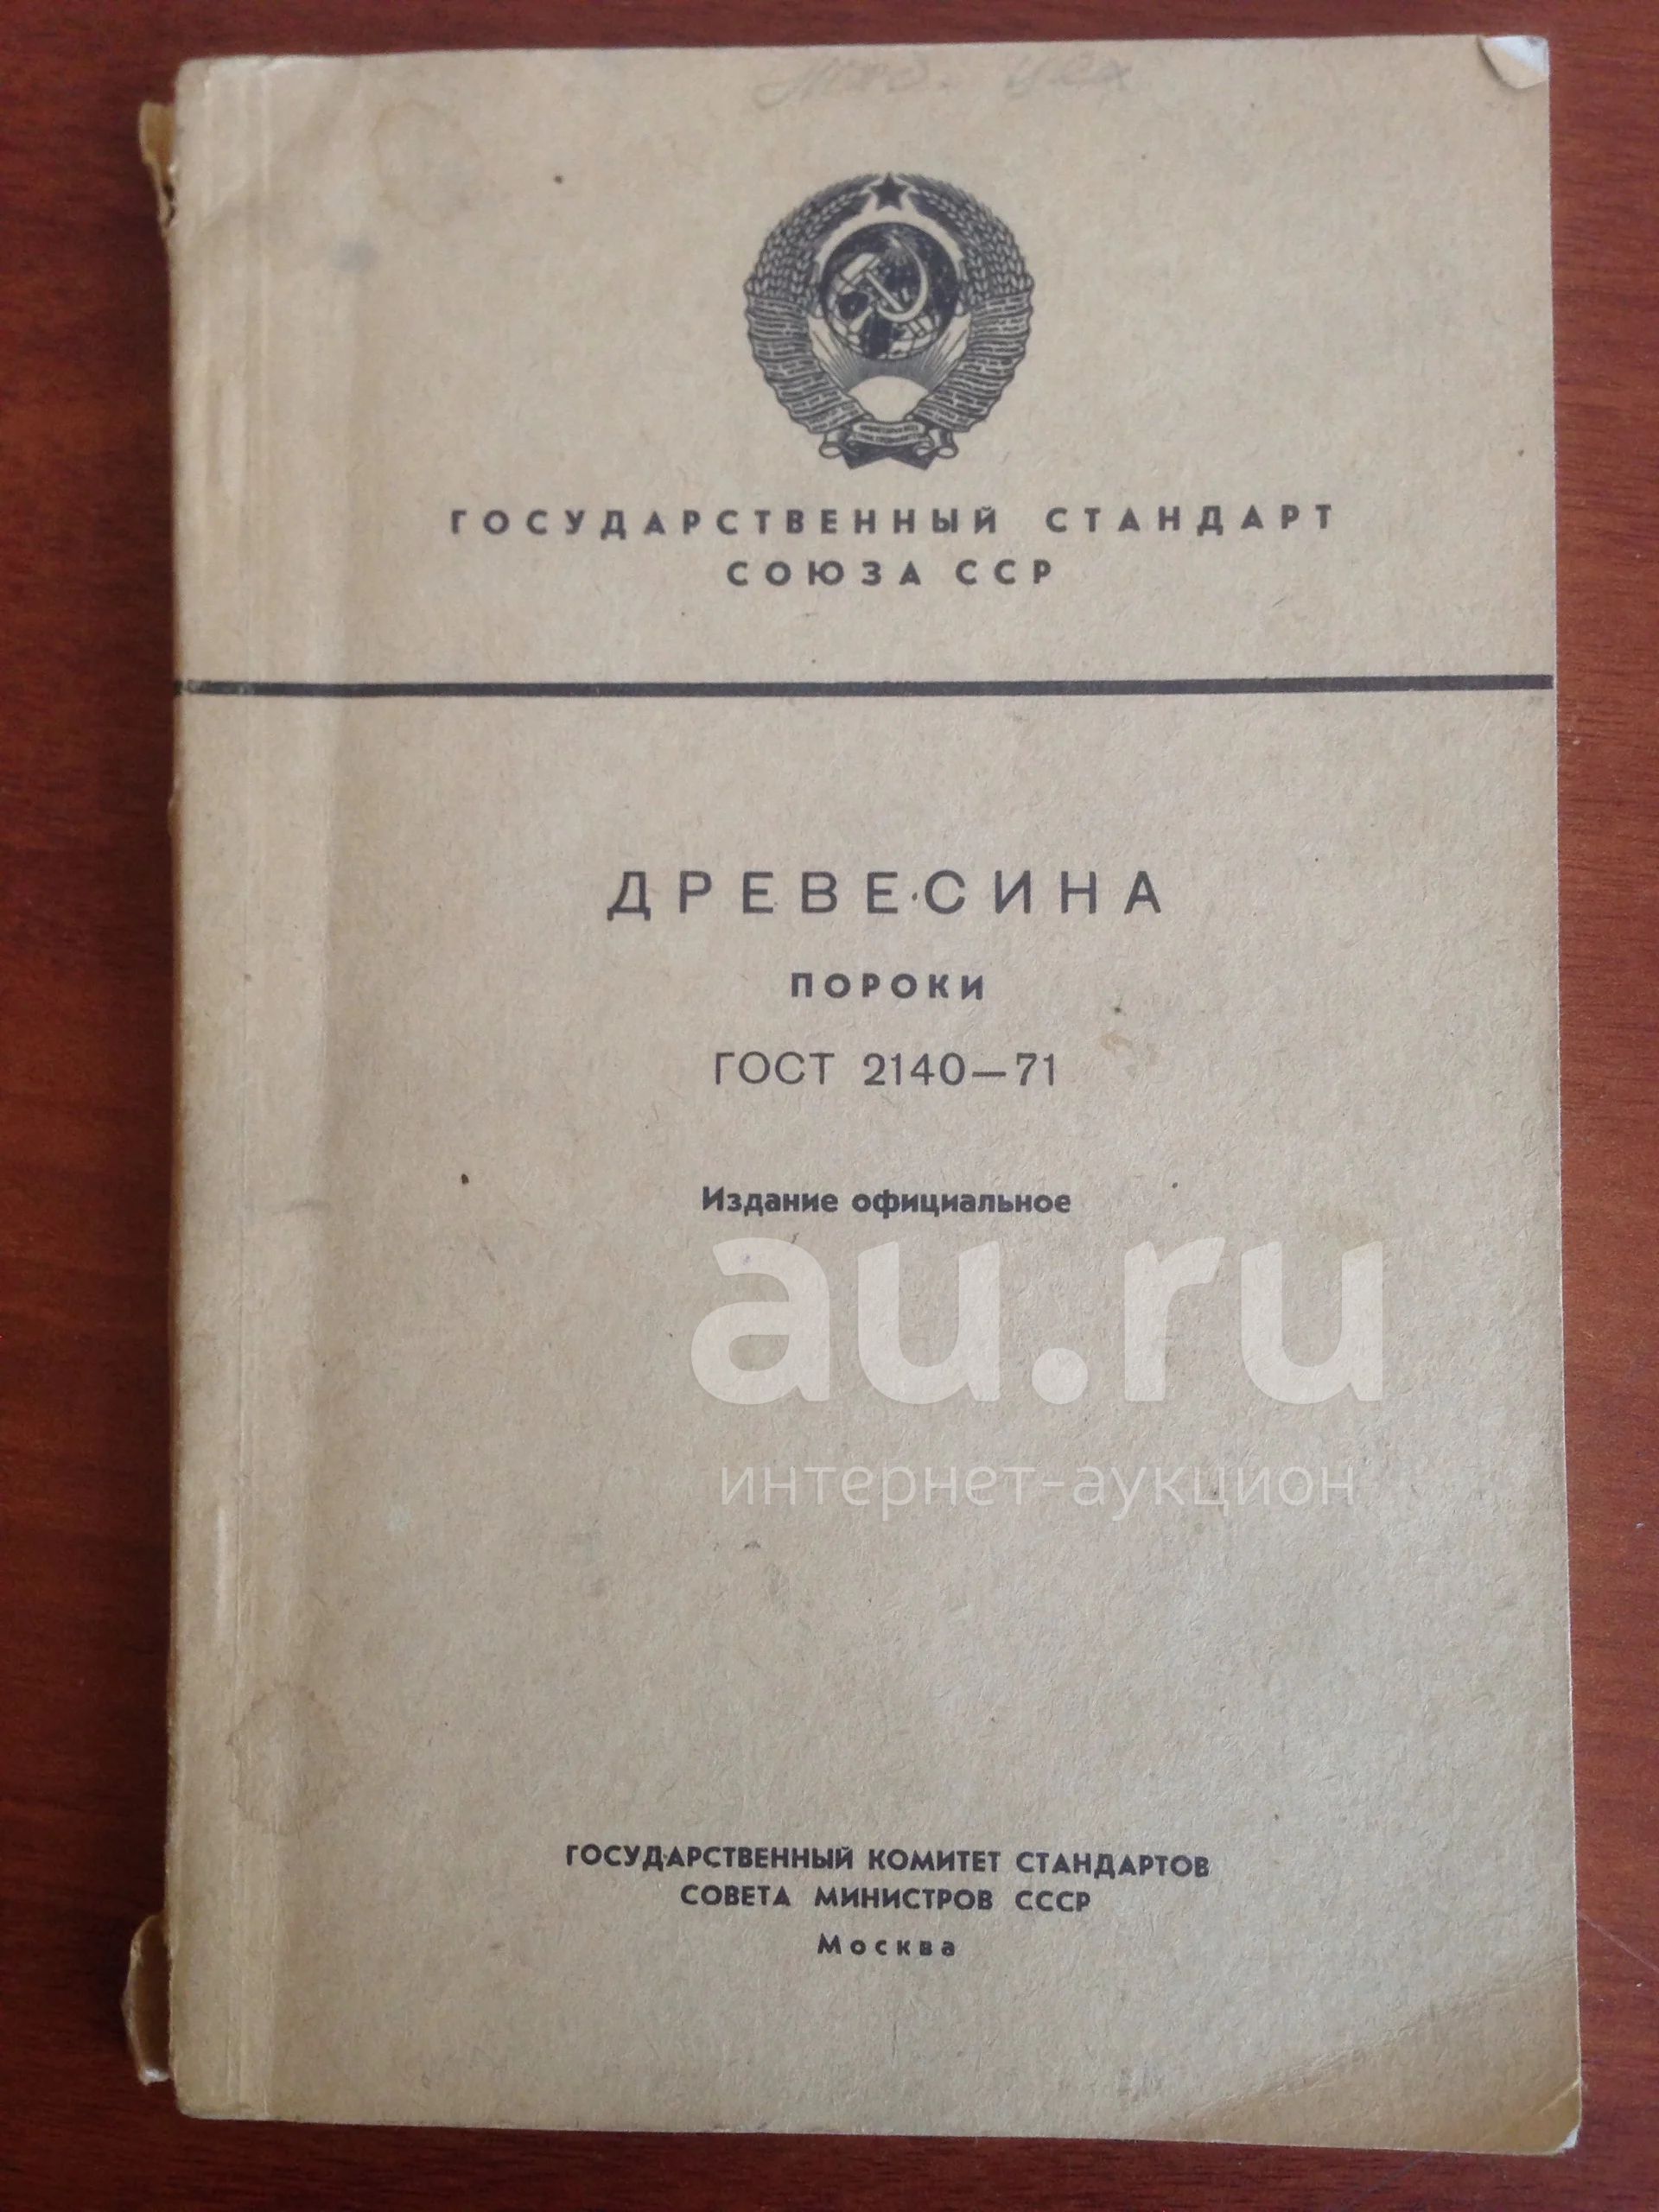 ГОСУДАРСТВЕННЫЙ СТАНДАРТ
СОЮЗА ССР
ДРЕВЕСИНА
ПОРОКИ
ГОСТ 2140—71
Издание официальное
au.ru
интернет-аукцион
ГОСУДАРСТВЕННЫЙ КОМИТЕТ СТАНДАРТОВ
СОВЕТА МИНИСТРОВ СССР
Москва